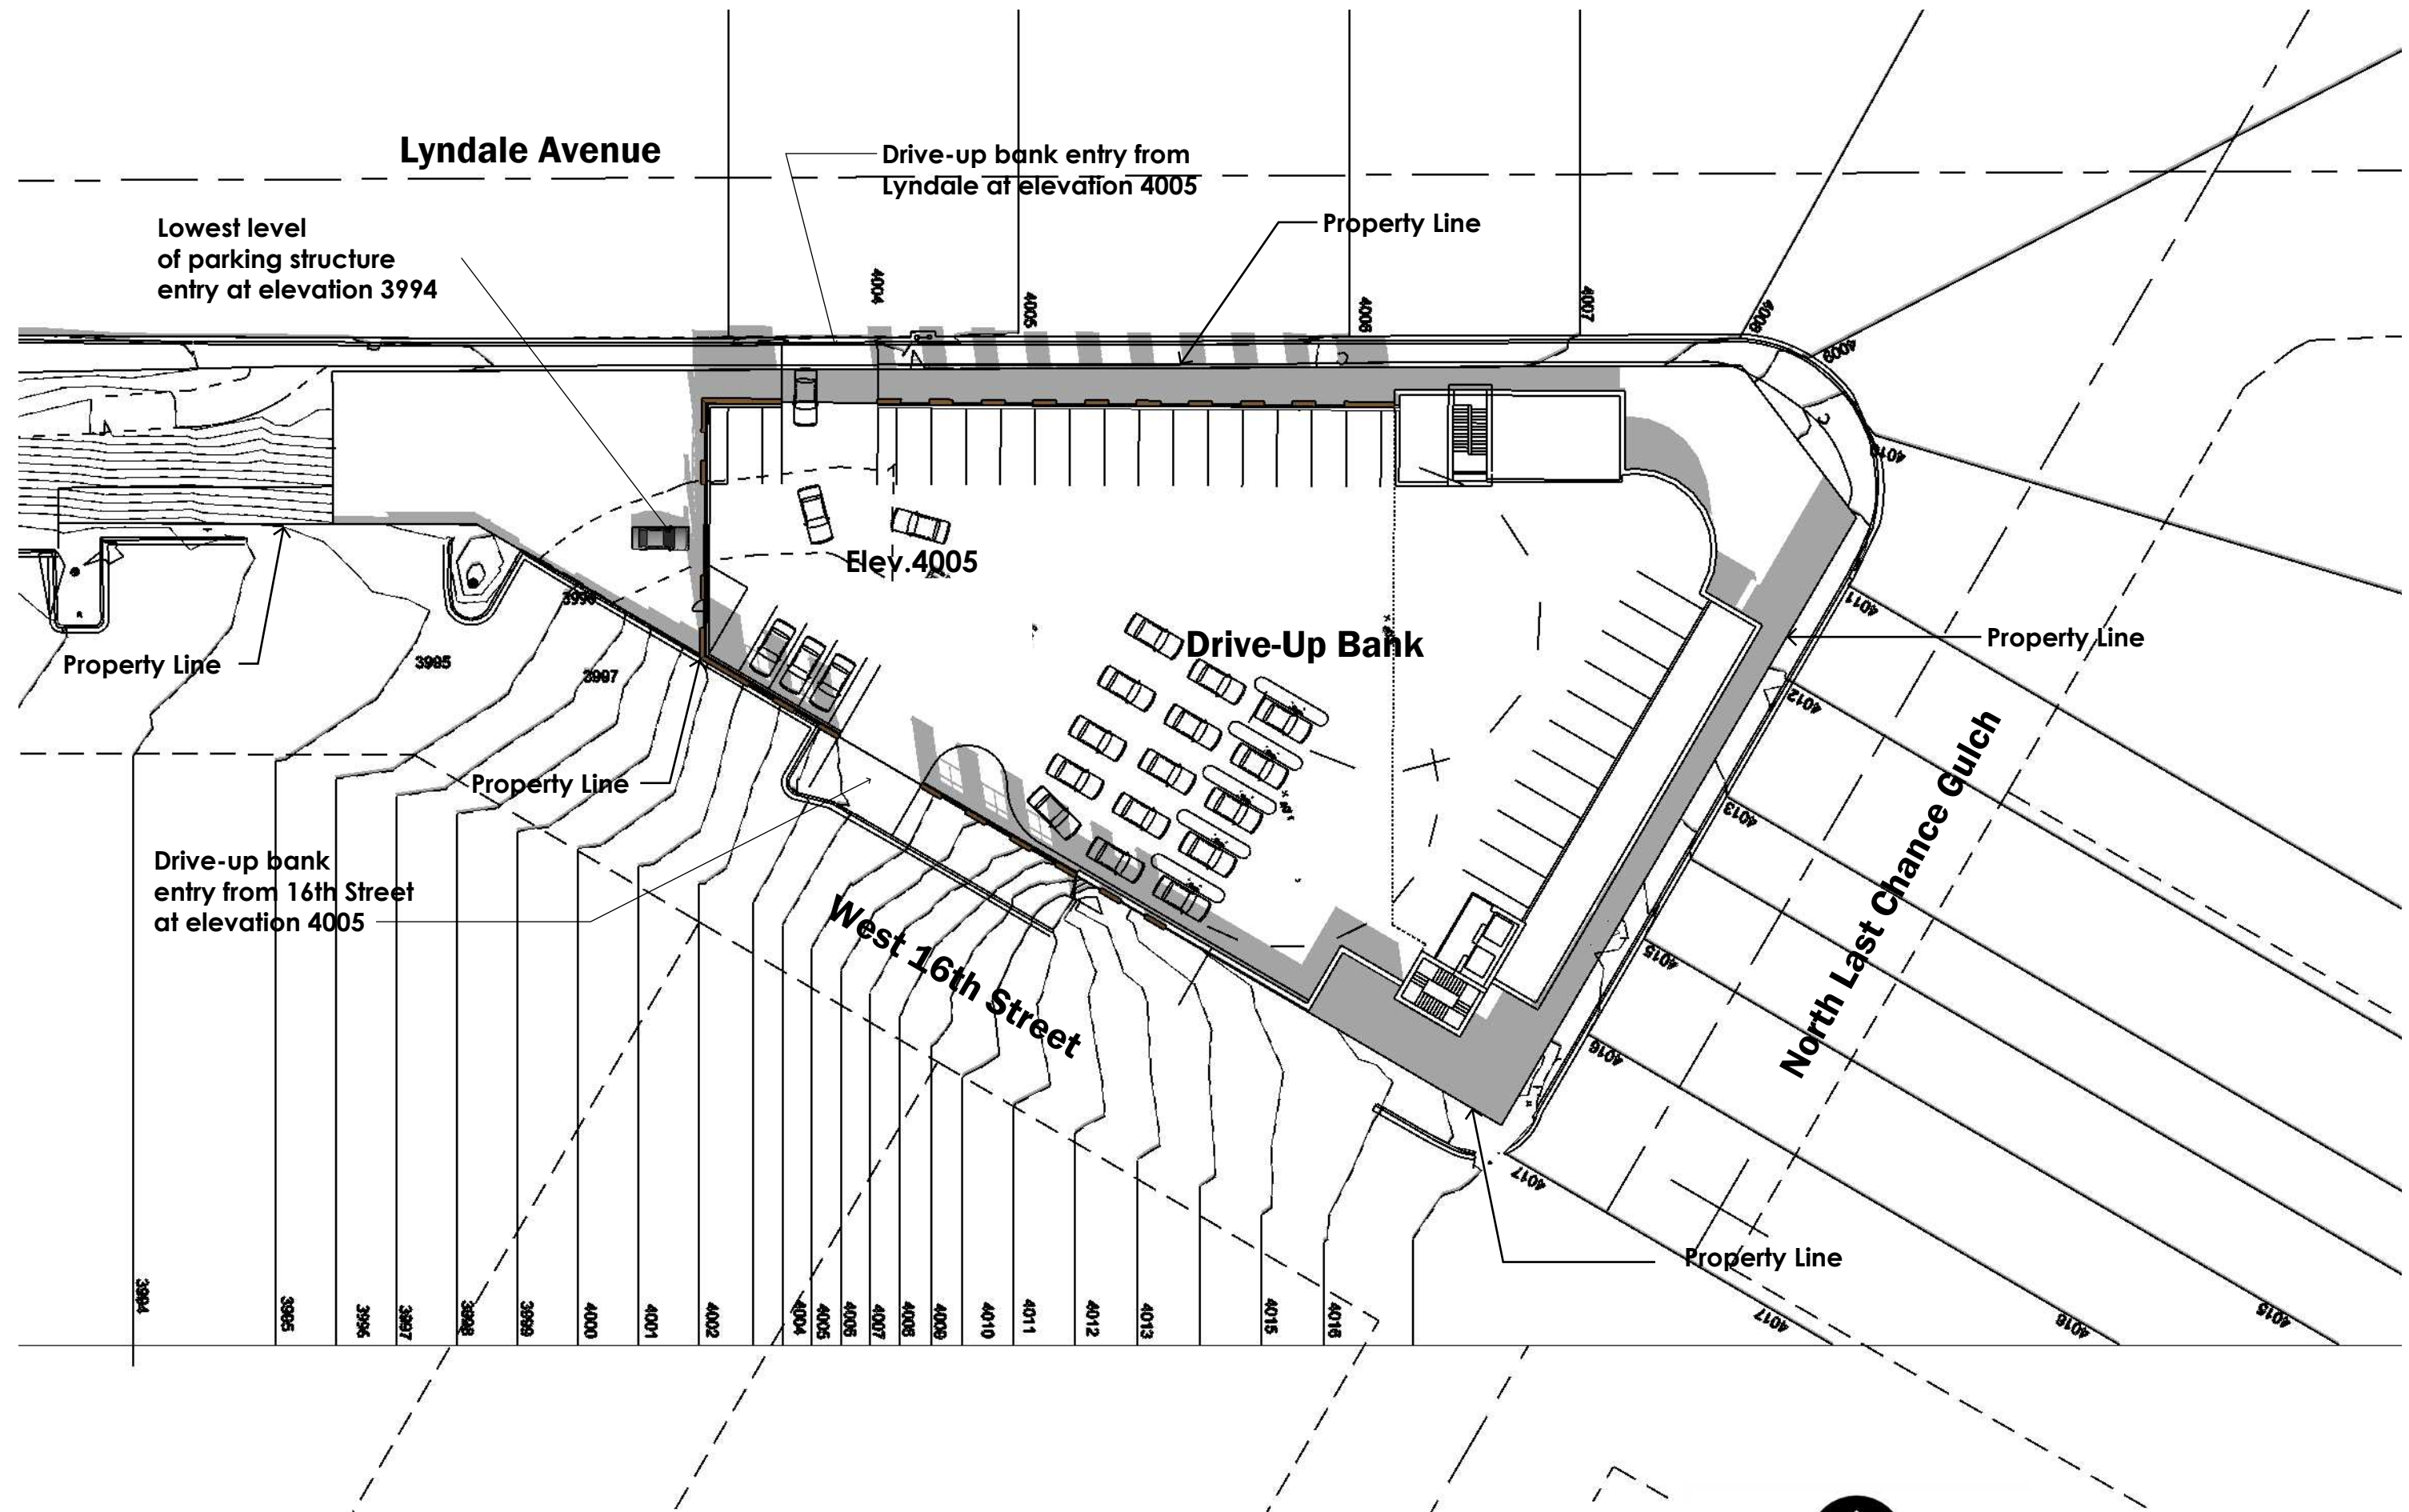 Lyndale Avenue
Drive-up bank entry from
Lyndale at elevation 4005
Lowest level
of parking structure
entry at elevation 3994
Property Line
4004
4005
4006
4007
4008
4009
4010
Elev.4005
3996
4011
Property Line
Drive-Up Bank
Property Line
3995
3997
4012
Property Line
4013
North Last Chance Gulch
Drive-up bank
entry from 16th Street
at elevation 4005
West 16th Street
4015
4016
4017
Property Line
3994
3995
3996
3997
3998
3999
4000
4001
4002
4004
4005
4006
4007
4008
4009
4010
4011
4012
4013
4015
4016
4017
4016
4015